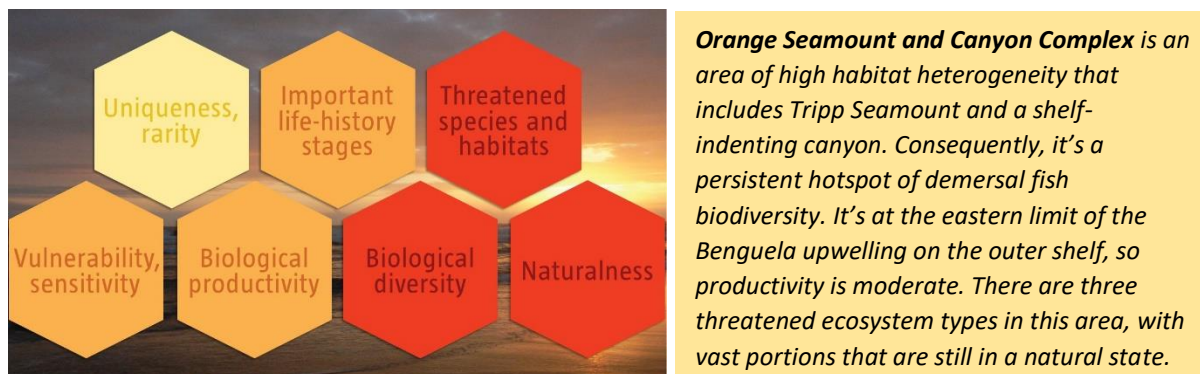 Uniqueness,
rarity
Important
life-history
stages
Threatened
species and
habitats
Vulnerability,
sensitivity
Biological
productivity
Biological
diversity
Naturalness
Orange Seamount and Canyon Complex is an
area of high habitat heterogeneity that
includes Tripp Seamount and a shelf-
indenting canyon. Consequently, it's a
persistent hotspot of demersal fish
biodiversity. It's at the eastern limit of the
Benguela upwelling on the outer shelf, so
productivity is moderate. There are three
threatened ecosystem types in this area, with
vast portions that are still in a natural state.